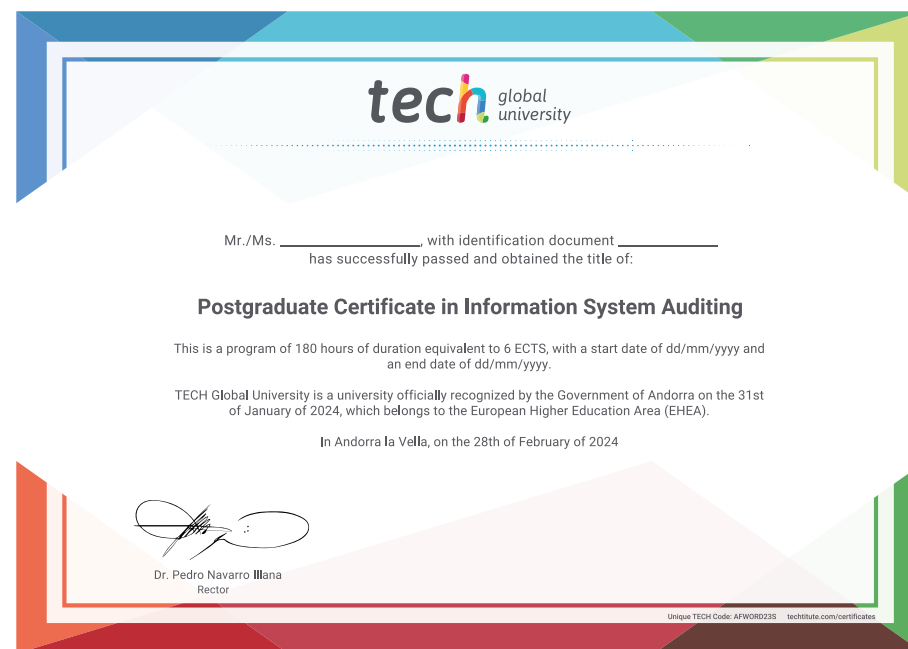 tech global university
Mr./Ms. ____________________, with identification document ______________
has successfully passed and obtained the title of:
Postgraduate Certificate in Information System Auditing
This is a program of 180 hours of duration equivalent to 6 ECTS, with a start date of dd/mm/yyyy and
an end date of dd/mm/yyyy.
TECH Global University is a university officially recognized by the Government of Andorra on the 31st
of January of 2024, which belongs to the European Higher Education Area (EHEA).
In Andorra la Vella, on the 28th of February of 2024
Dr. Pedro Navarro Illana
Rector
Unique TECH Code: AFWORD23S techtitute.com/certificates